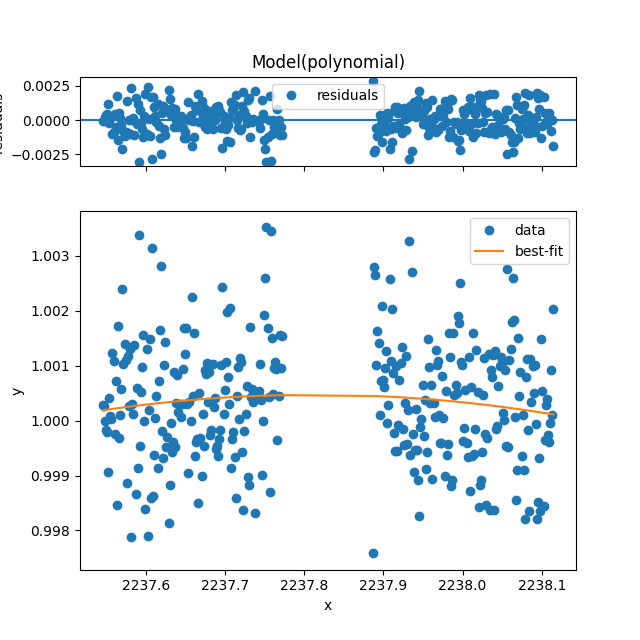 Model(polynomial)
0.0025
0.0000
−0.0025
residuals
residuals
1.003
1.002
1.001
1.000
0.999
0.998
y
data
best-fit
2237.6
2237.7
2237.8
2237.9
2238.0
2238.1
x